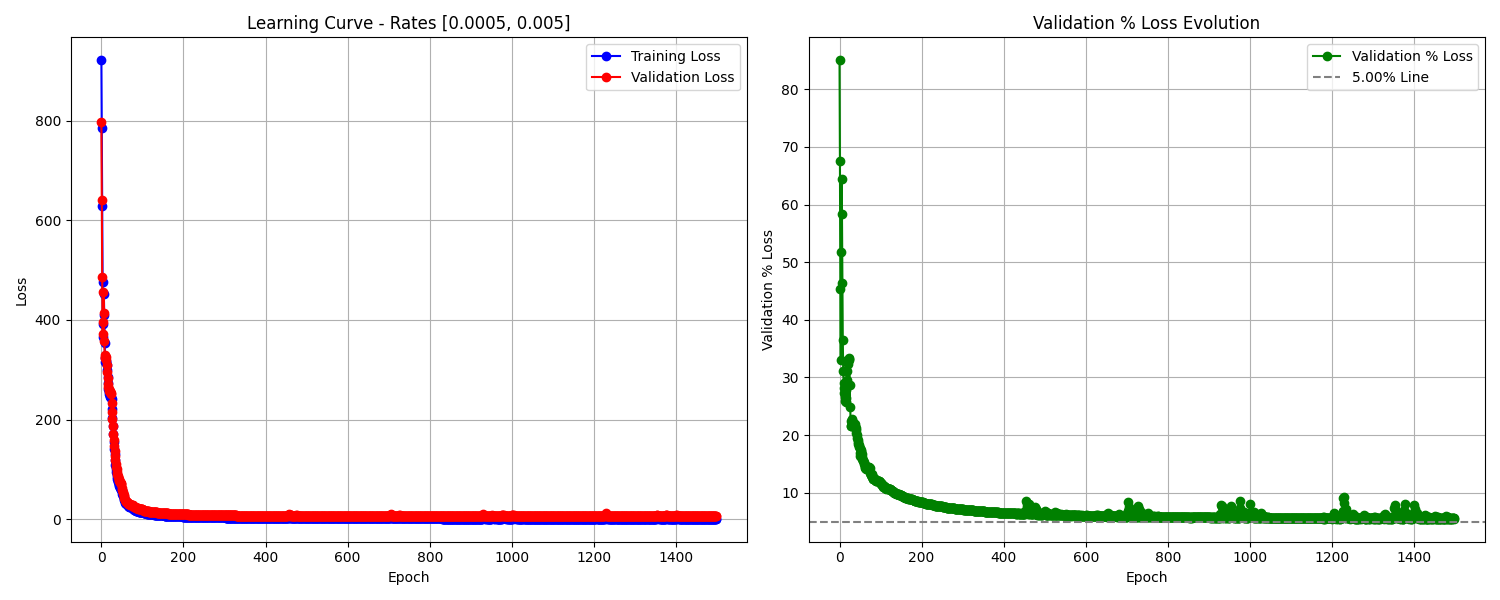 Learning Curve - Rates [0.0005, 0.005]
Training Loss
Validation Loss
800
600
400
200
0
Loss
0 200 400 600 800 1000 1200 1400
Epoch
Validation % Loss Evolution
Validation % Loss
5.00% Line
80
70
60
50
40
30
20
10
Validation % Loss
0 200 400 600 800 1000 1200 1400
Epoch